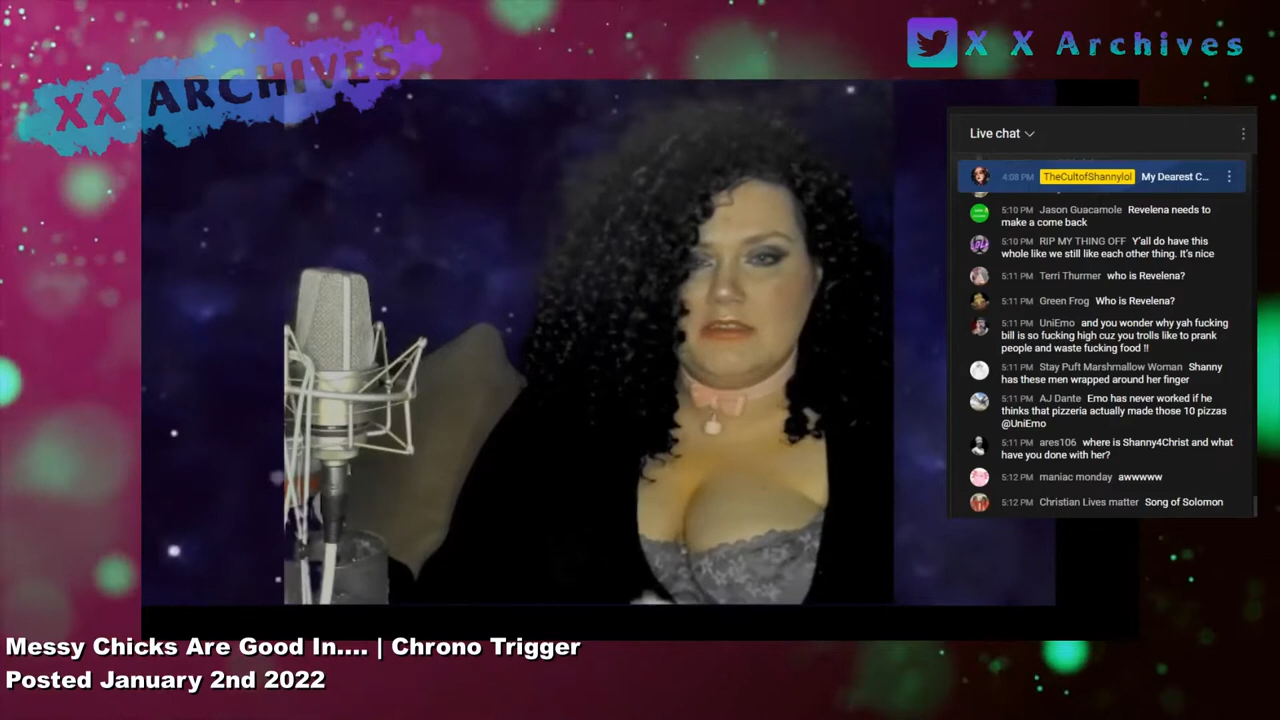 XX ARCHIVES
X X Archives
Live chat
4:08 PM TheCultofShannylol My Dearest C...
5:10 PM Jason Guacamole Revelena needs to
make a come back
5:10 PM RIP MY THING OFF Y'all do have this
whole like we still like each other thing. It's nice
5:11 PM Terri Thurmer who is Revelena?
5:11 PM Green Frog Who is Revelena?
5:11 PM UniEmo and you wonder why yah fucking
bill is so fucking high cuz you trolls like to prank
people and waste fucking food !!
5:11 PM Stay Puft Marshmallow Woman Shanny
has these men wrapped around her finger
5:11 PM AJ Dante Emo has never worked if he
thinks that pizzeria actually made those 10 pizzas
@UniEmo
5:11 PM ares106 where is Shanny4Christ and what
have you done with her?
5:12 PM maniac monday awwwww
5:12 PM Christian Lives matter Song of Solomon
Messy Chicks Are Good In.... | Chrono Trigger
Posted January 2nd 2022